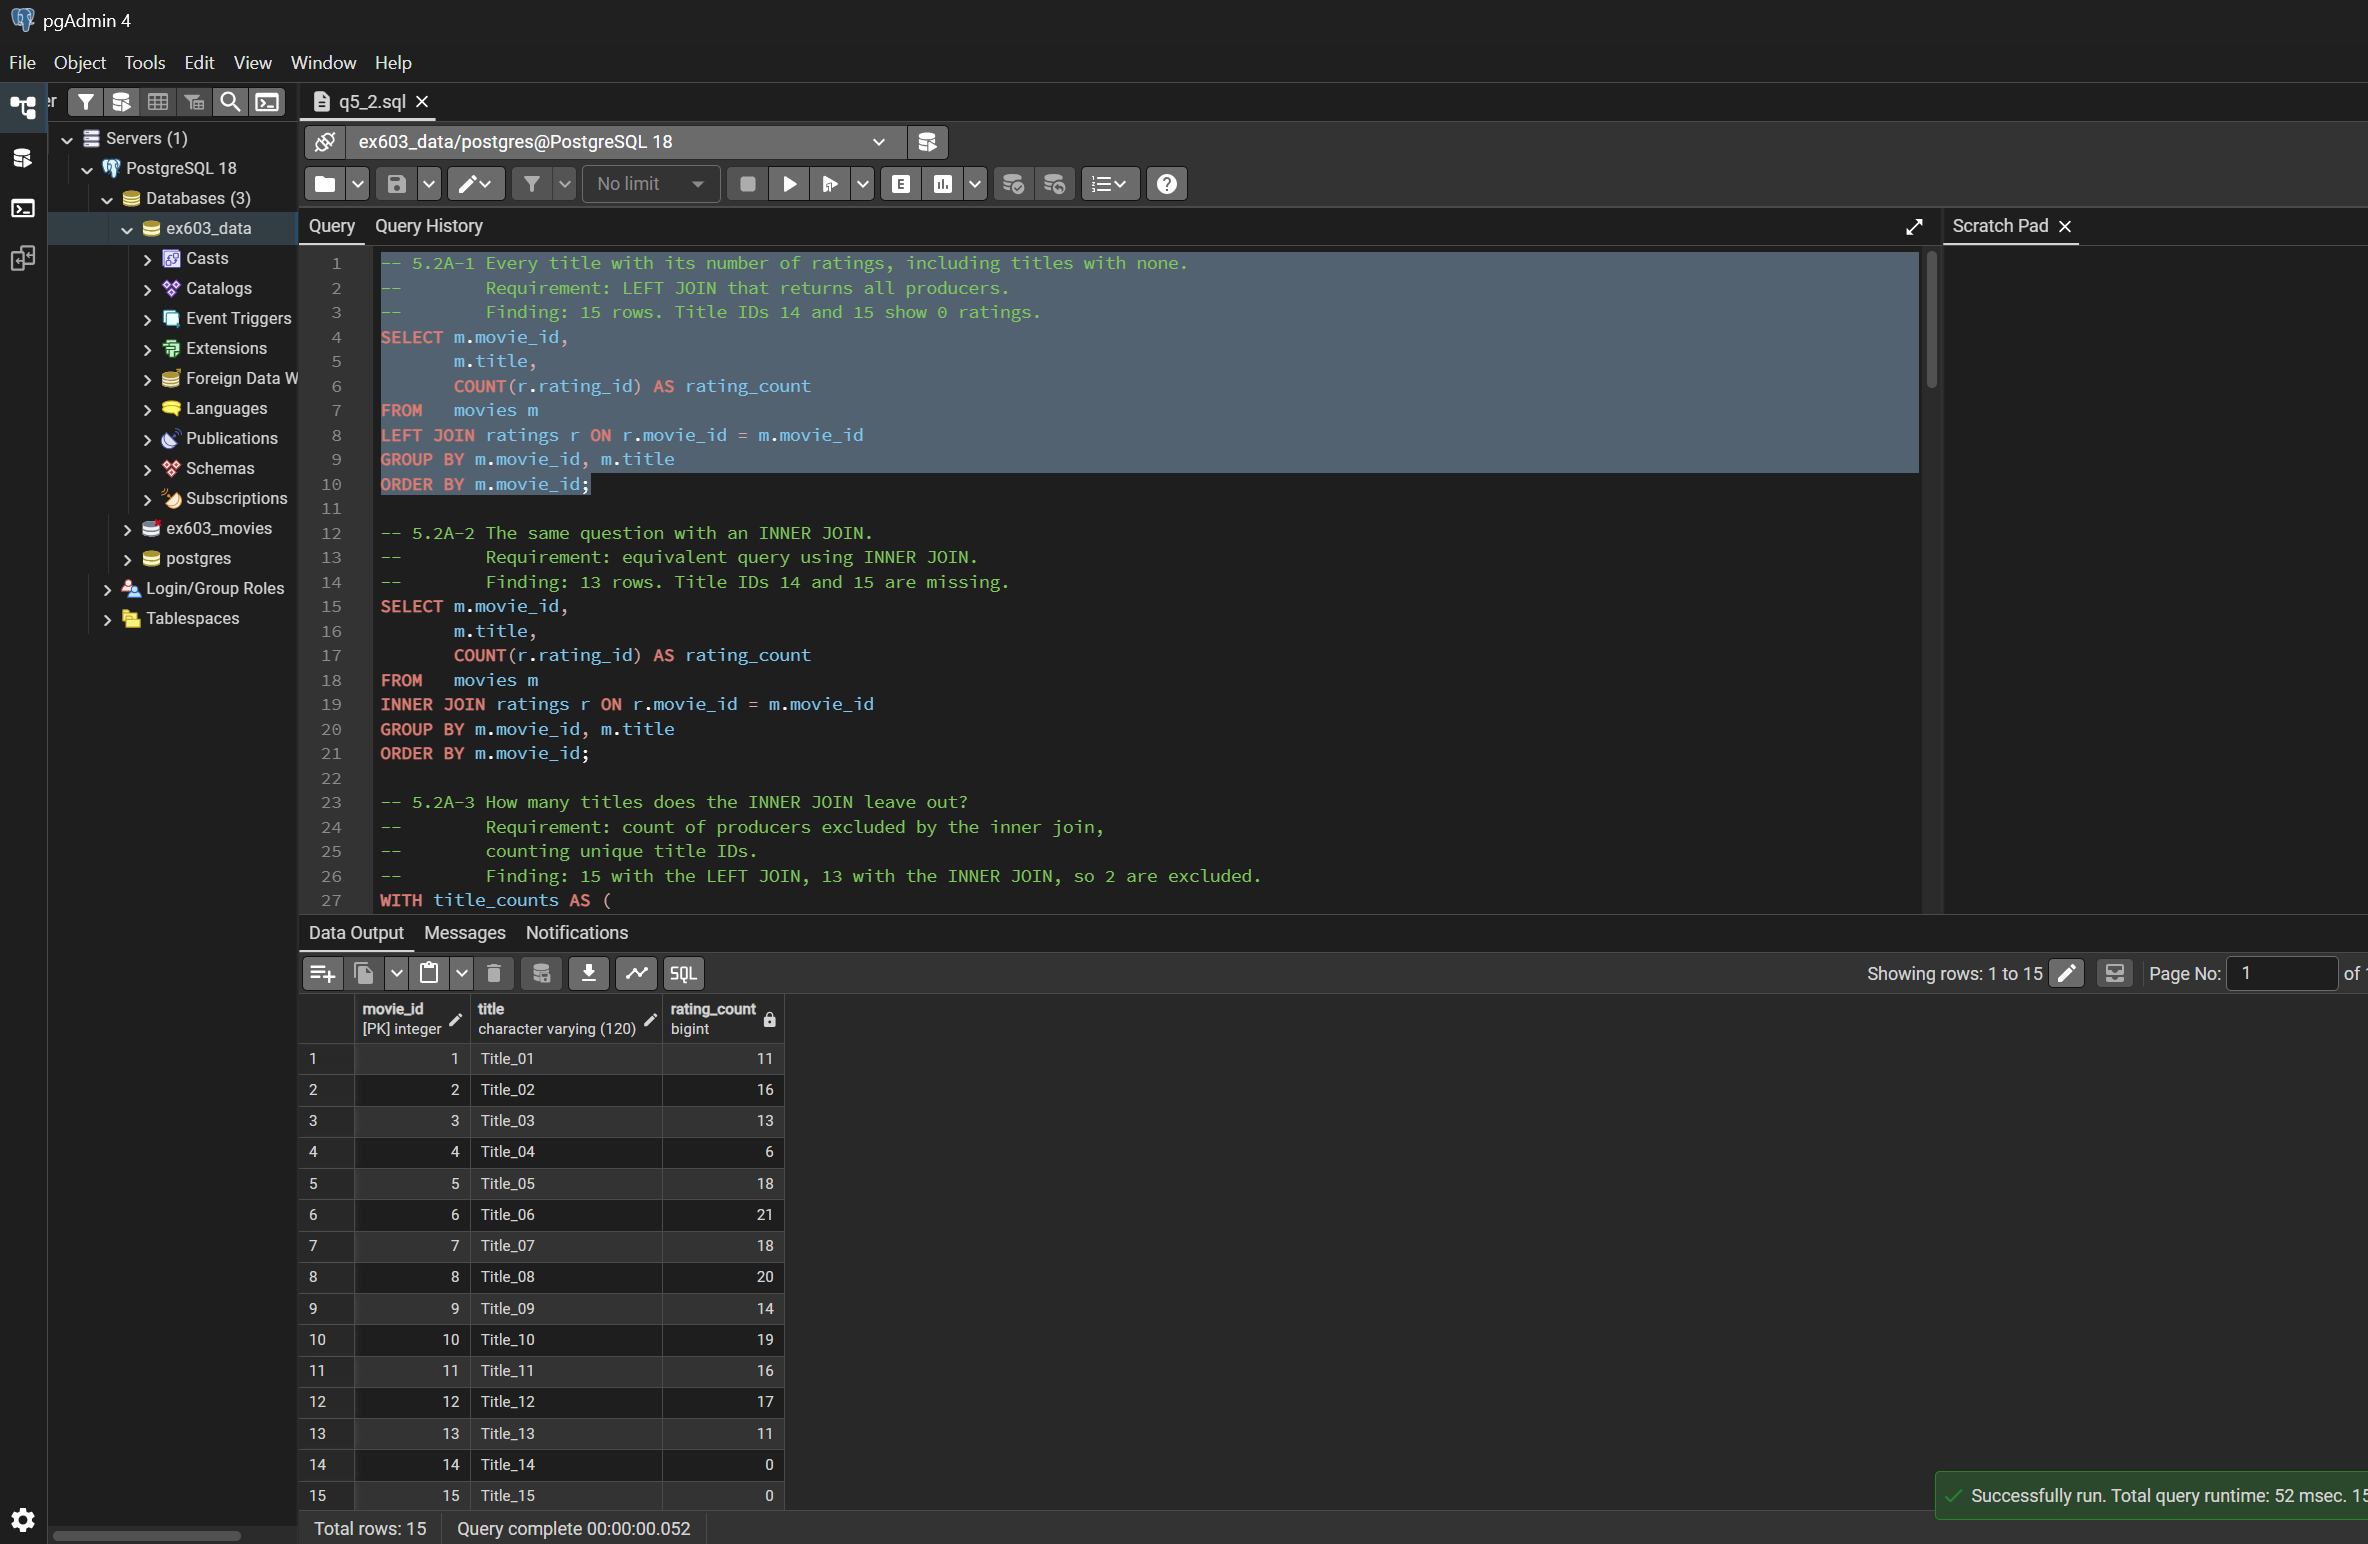 pgAdmin 4
File Object Tools Edit View Window Help
er
q5_2.sql
Servers (1)
PostgreSQL 18
Databases (3)
ex603_data
Casts
Catalogs
Event Triggers
Extensions
Foreign Data W
Languages
Publications
Schemas
Subscriptions
ex603_movies
postgres
Login/Group Roles
Tablespaces
ex603_data/postgres@PostgreSQL 18
No limit
E
Query Query History
Scratch Pad
1 -- 5.2A-1 Every title with its number of ratings, including titles with none.
2 -- Requirement: LEFT JOIN that returns all producers.
3 -- Finding: 15 rows. Title IDs 14 and 15 show 0 ratings.
4 SELECT m.movie_id,
5 m.title,
6 COUNT(r.rating_id) AS rating_count
7 FROM movies m
8 LEFT JOIN ratings r ON r.movie_id = m.movie_id
9 GROUP BY m.movie_id, m.title
10 ORDER BY m.movie_id;
11
12 -- 5.2A-2 The same question with an INNER JOIN.
13 -- Requirement: equivalent query using INNER JOIN.
14 -- Finding: 13 rows. Title IDs 14 and 15 are missing.
15 SELECT m.movie_id,
16 m.title,
17 COUNT(r.rating_id) AS rating_count
18 FROM movies m
19 INNER JOIN ratings r ON r.movie_id = m.movie_id
20 GROUP BY m.movie_id, m.title
21 ORDER BY m.movie_id;
22
23 -- 5.2A-3 How many titles does the INNER JOIN leave out?
24 -- Requirement: count of producers excluded by the inner join,
25 -- counting unique title IDs.
26 -- Finding: 15 with the LEFT JOIN, 13 with the INNER JOIN, so 2 are excluded.
27 WITH title_counts AS (
Data Output Messages Notifications
SQL
Showing rows: 1 to 15
Page No: 1 of 1
movie_id title rating_count
[PK] integer character varying (120) bigint
1 1 Title_01 11
2 2 Title_02 16
3 3 Title_03 13
4 4 Title_04 6
5 5 Title_05 18
6 6 Title_06 21
7 7 Title_07 18
8 8 Title_08 20
9 9 Title_09 14
10 10 Title_10 19
11 11 Title_11 16
12 12 Title_12 17
13 13 Title_13 11
14 14 Title_14 0
15 15 Title_15 0
Successfully run. Total query runtime: 52 msec. 15
Total rows: 15 Query complete 00:00:00.052